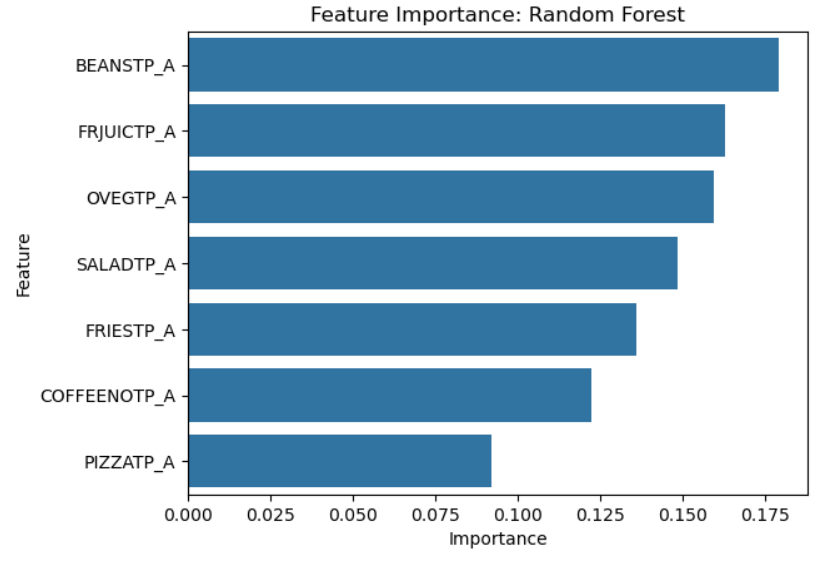 Feature Importance: Random Forest
BEANSTP_A
FRJUICTP_A
OVEGTP_A
SALADTP_A
FRIESTP_A
COFFEENOTP_A
PIZZATP_A
Feature
0.000 0.025 0.050 0.075 0.100 0.125 0.150 0.175
Importance